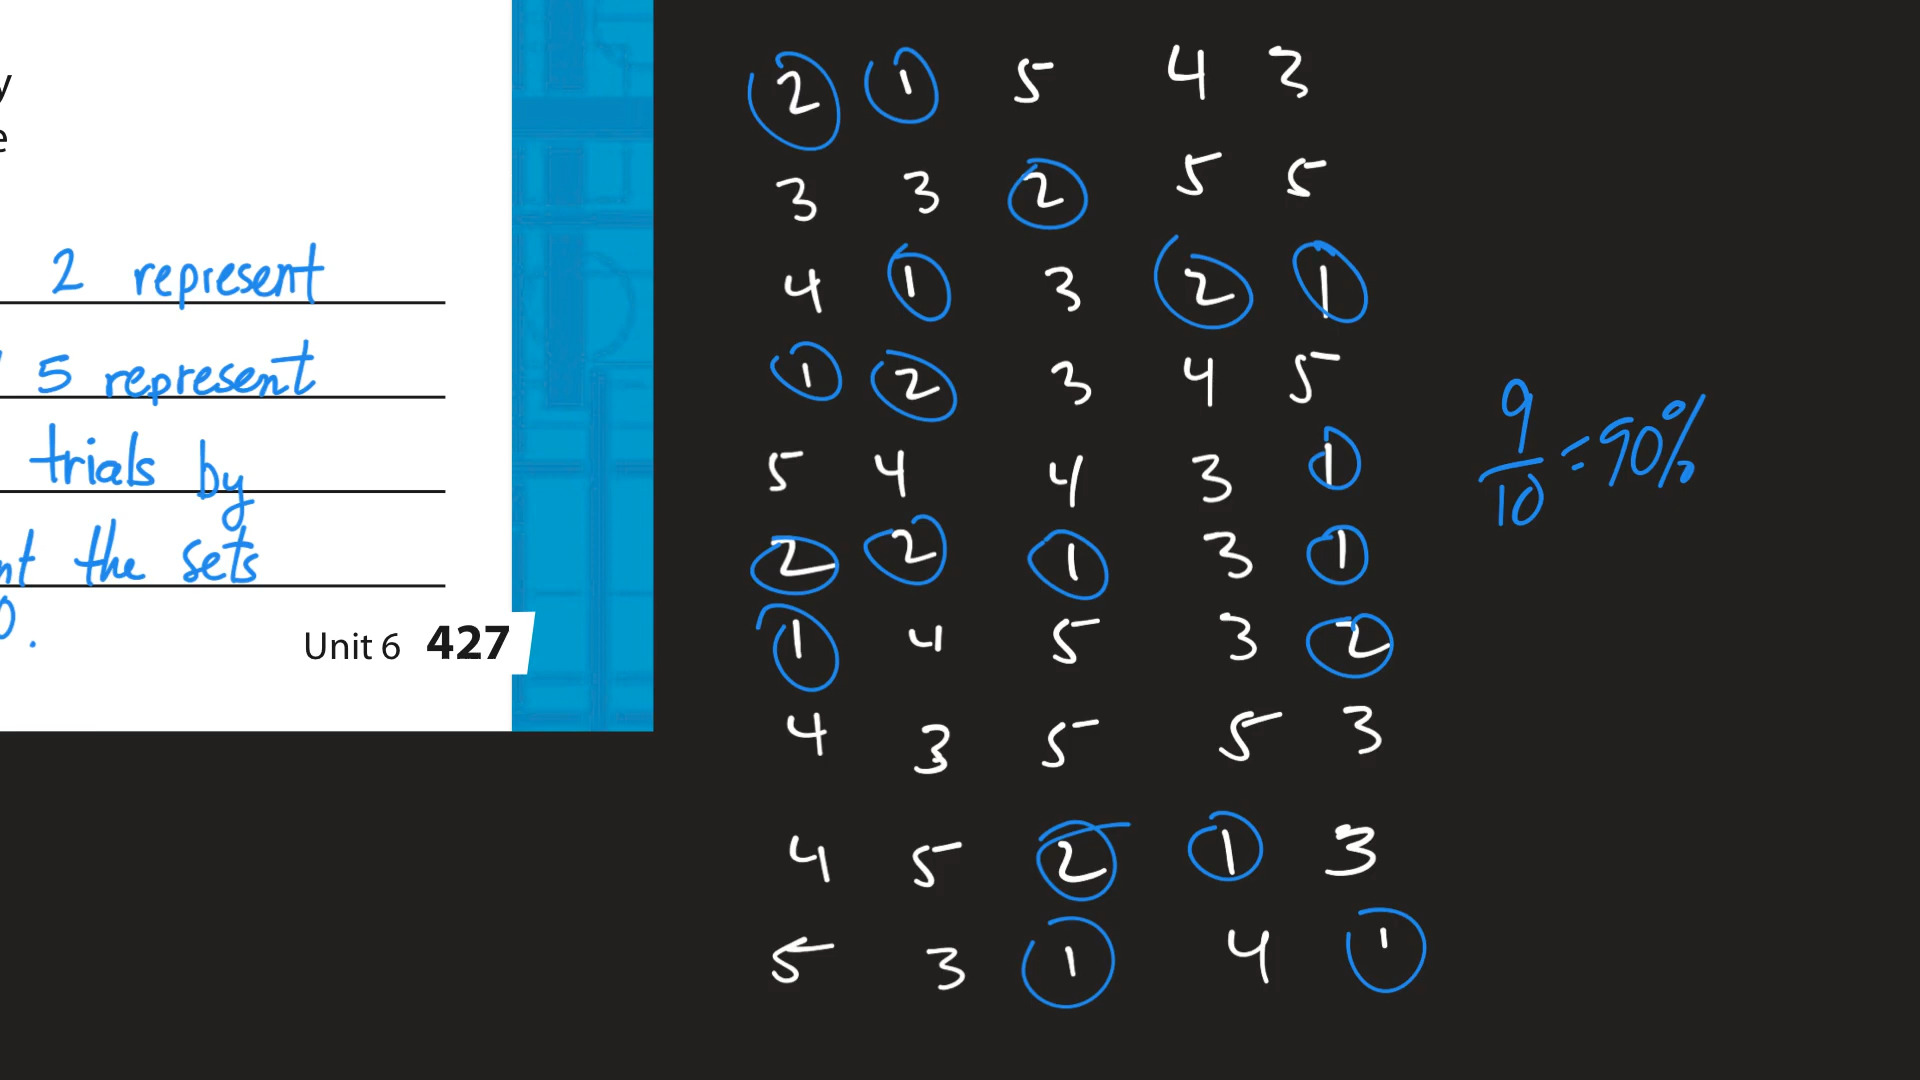 y
e
2 represent
5 represent
trials by
nt the sets
0.
Unit 6 427
2 1 5 4 3
3 3 2 5 5
4 1 3 2 1
1 2 3 4 5
5 4 4 3 1
2 2 1 3 1
1 4 5 3 2
4 3 5 5 3
4 5 2 1 3
5 3 1 4 1
9/10 = 90%